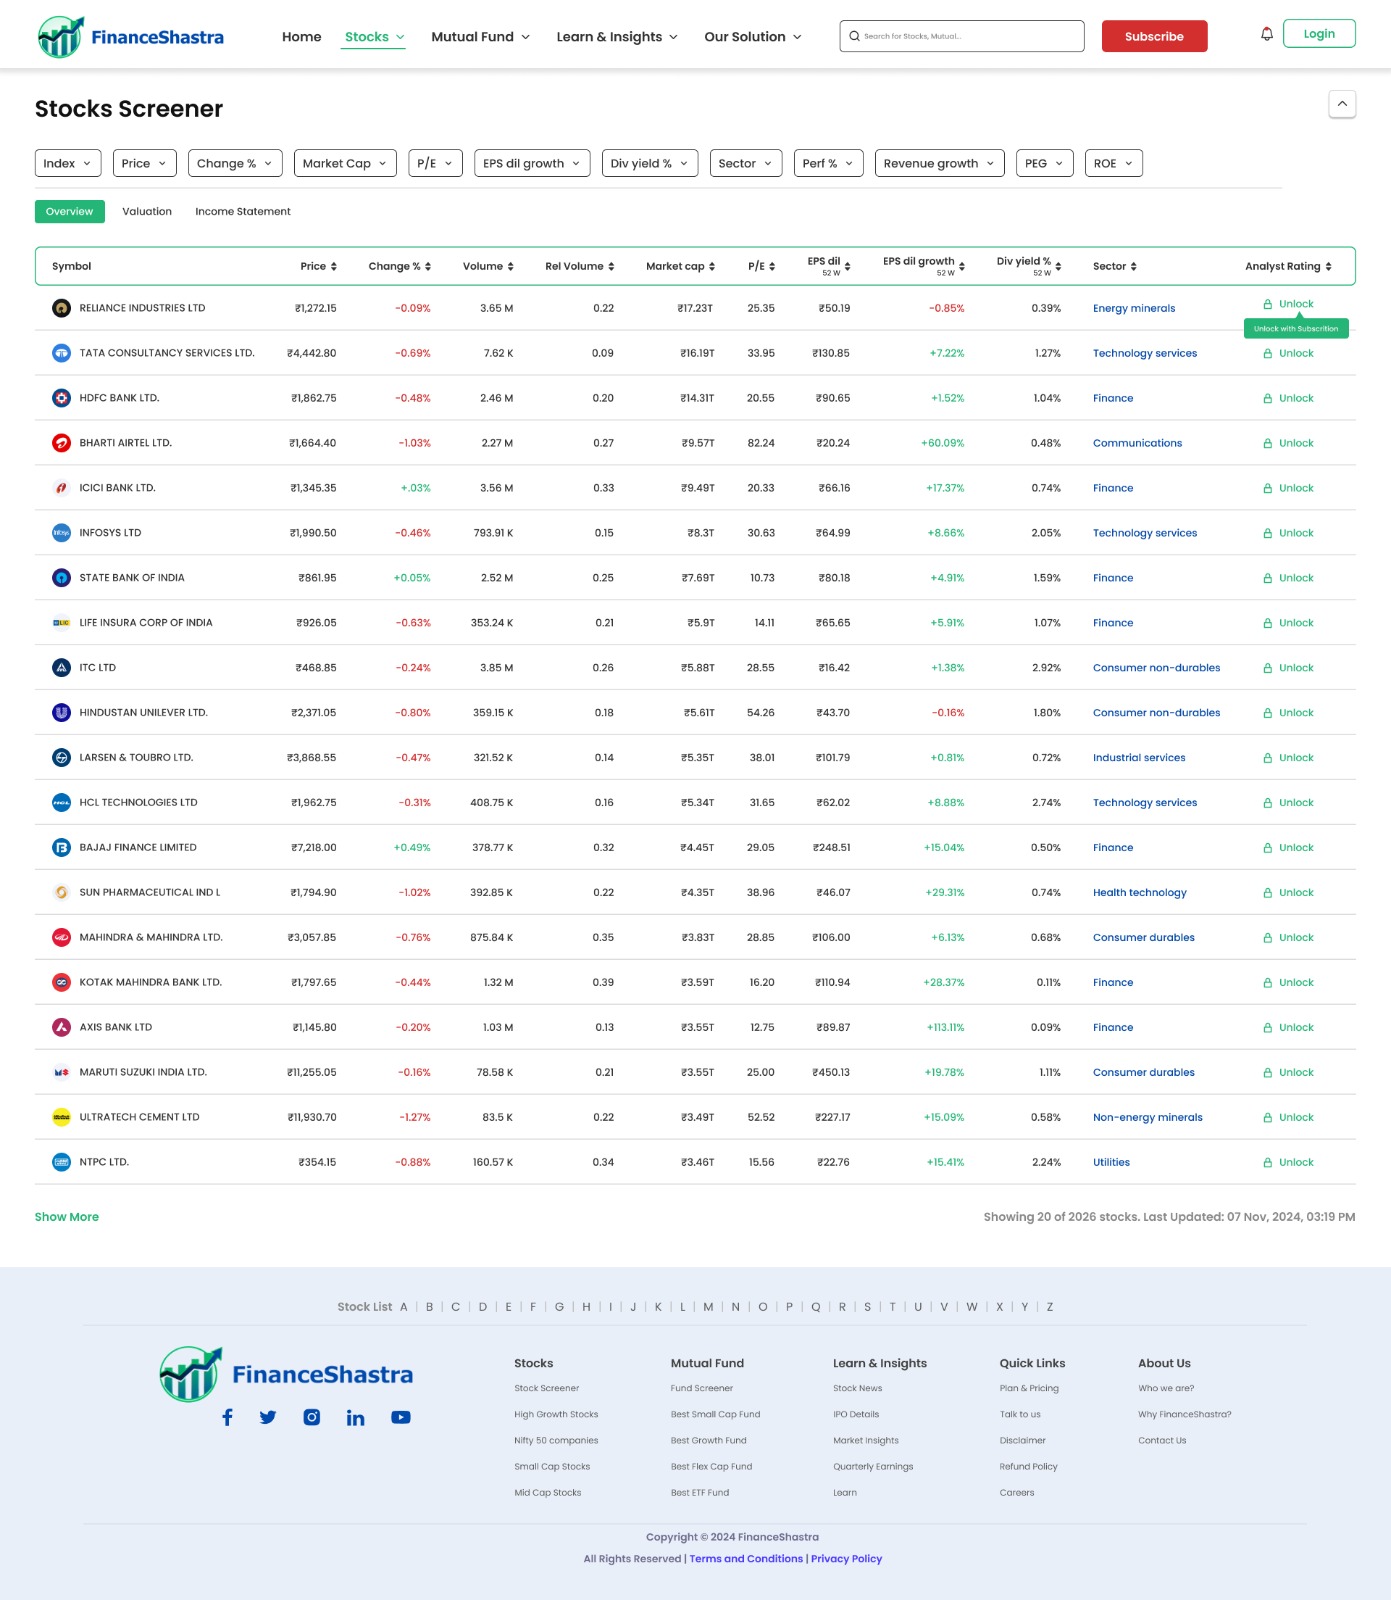 FinanceShastra Home Stocks Mutual Fund Learn & Insights Our Solution Search for Stocks, Mutual... Subscribe Login
Stocks Screener
Index Price Change % Market Cap P/E EPS dil growth Div yield % Sector Perf % Revenue growth PEG ROE
Overview Valuation Income Statement
Symbol Price Change % Volume Rel Volume Market cap P/E EPS dil 52 W EPS dil growth 52 W Div yield % 52 W Sector Analyst Rating
RELIANCE INDUSTRIES LTD ₹1,272.15 -0.09% 3.65 M 0.22 ₹17.23T 25.35 ₹50.19 -0.85% 0.39% Energy minerals Unlock
Unlock with Subscrition
TATA CONSULTANCY SERVICES LTD. ₹4,442.80 -0.69% 7.62 K 0.09 ₹16.19T 33.95 ₹130.85 +7.22% 1.27% Technology services Unlock
HDFC BANK LTD. ₹1,862.75 -0.48% 2.46 M 0.20 ₹14.31T 20.55 ₹90.65 +1.52% 1.04% Finance Unlock
BHARTI AIRTEL LTD. ₹1,664.40 -1.03% 2.27 M 0.27 ₹9.57T 82.24 ₹20.24 +60.09% 0.48% Communications Unlock
ICICI BANK LTD. ₹1,345.35 +.03% 3.56 M 0.33 ₹9.49T 20.33 ₹66.16 +17.37% 0.74% Finance Unlock
INFOSYS LTD ₹1,990.50 -0.46% 793.91 K 0.15 ₹8.3T 30.63 ₹64.99 +8.66% 2.05% Technology services Unlock
STATE BANK OF INDIA ₹861.95 +0.05% 2.52 M 0.25 ₹7.69T 10.73 ₹80.18 +4.91% 1.59% Finance Unlock
LIFE INSURA CORP OF INDIA ₹926.05 -0.63% 353.24 K 0.21 ₹5.9T 14.11 ₹65.65 +5.91% 1.07% Finance Unlock
ITC LTD ₹468.85 -0.24% 3.85 M 0.26 ₹5.88T 28.55 ₹16.42 +1.38% 2.92% Consumer non-durables Unlock
HINDUSTAN UNILEVER LTD. ₹2,371.05 -0.80% 359.15 K 0.18 ₹5.61T 54.26 ₹43.70 -0.16% 1.80% Consumer non-durables Unlock
LARSEN & TOUBRO LTD. ₹3,868.55 -0.47% 321.52 K 0.14 ₹5.35T 38.01 ₹101.79 +0.81% 0.72% Industrial services Unlock
HCL TECHNOLOGIES LTD ₹1,962.75 -0.31% 408.75 K 0.16 ₹5.34T 31.65 ₹62.02 +8.88% 2.74% Technology services Unlock
BAJAJ FINANCE LIMITED ₹7,218.00 +0.49% 378.77 K 0.32 ₹4.45T 29.05 ₹248.51 +15.04% 0.50% Finance Unlock
SUN PHARMACEUTICAL IND L ₹1,794.90 -1.02% 392.85 K 0.22 ₹4.35T 38.96 ₹46.07 +29.31% 0.74% Health technology Unlock
MAHINDRA & MAHINDRA LTD. ₹3,057.85 -0.76% 875.84 K 0.35 ₹3.83T 28.85 ₹106.00 +6.13% 0.68% Consumer durables Unlock
KOTAK MAHINDRA BANK LTD. ₹1,797.65 -0.44% 1.32 M 0.39 ₹3.59T 16.20 ₹110.94 +28.37% 0.11% Finance Unlock
AXIS BANK LTD ₹1,145.80 -0.20% 1.03 M 0.13 ₹3.55T 12.75 ₹89.87 +113.11% 0.09% Finance Unlock
MARUTI SUZUKI INDIA LTD. ₹11,255.05 -0.16% 78.58 K 0.21 ₹3.55T 25.00 ₹450.13 +19.78% 1.11% Consumer durables Unlock
ULTRATECH CEMENT LTD ₹11,930.70 -1.27% 83.5 K 0.22 ₹3.49T 52.52 ₹227.17 +15.09% 0.58% Non-energy minerals Unlock
NTPC LTD. ₹354.15 -0.88% 160.57 K 0.34 ₹3.46T 15.56 ₹22.76 +15.41% 2.24% Utilities Unlock
Show More Showing 20 of 2026 stocks. Last Updated: 07 Nov, 2024, 03:19 PM
Stock List A | B | C | D | E | F | G | H | I | J | K | L | M | N | O | P | Q | R | S | T | U | V | W | X | Y | Z
FinanceShastra
Stocks Mutual Fund Learn & Insights Quick Links About Us
Stock Screener Fund Screener Stock News Plan & Pricing Who we are?
High Growth Stocks Best Small Cap Fund IPO Details Talk to us Why FinanceShastra?
Nifty 50 companies Best Growth Fund Market Insights Disclaimer Contact Us
Small Cap Stocks Best Flex Cap Fund Quarterly Earnings Refund Policy
Mid Cap Stocks Best ETF Fund Learn Careers
Copyright © 2024 FinanceShastra
All Rights Reserved | Terms and Conditions | Privacy Policy